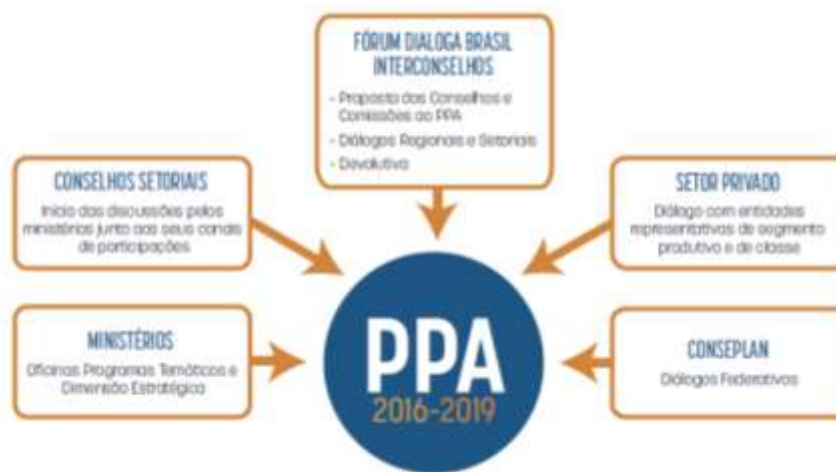 FÓRUM DIALOGA BRASIL
INTERCONSELHOS
- Proposta dos Conselhos e
Comissões ao PPA
- Diálogos Regionais e Setoriais
- Devolutiva
CONSELHOS SETORIAIS
Início das discussões pelos
ministérios junto aos seus canais
de participações
SETOR PRIVADO
Diálogo com entidades
representativas de segmento
produtivo e de classe
MINISTÉRIOS
Oficinas Programas Temáticos e
Dimensão Estratégica
PPA
2016-2019
CONSEPLAN
Diálogos Federativos